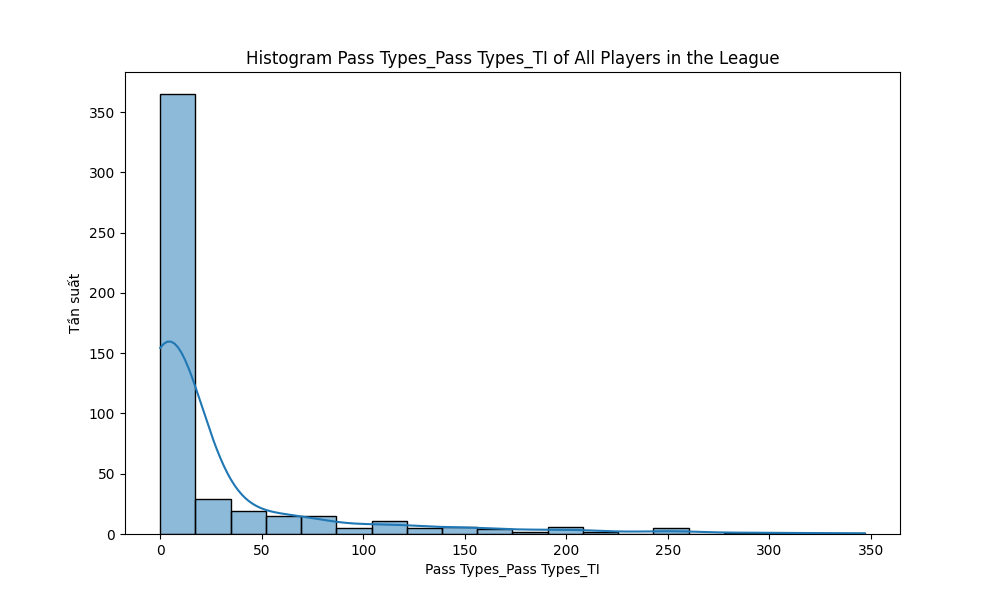 Histogram Pass Types_Pass Types_TI of All Players in the League
Tần suất
350
300
250
200
150
100
50
0
0 50 100 150 200 250 300 350
Pass Types_Pass Types_TI